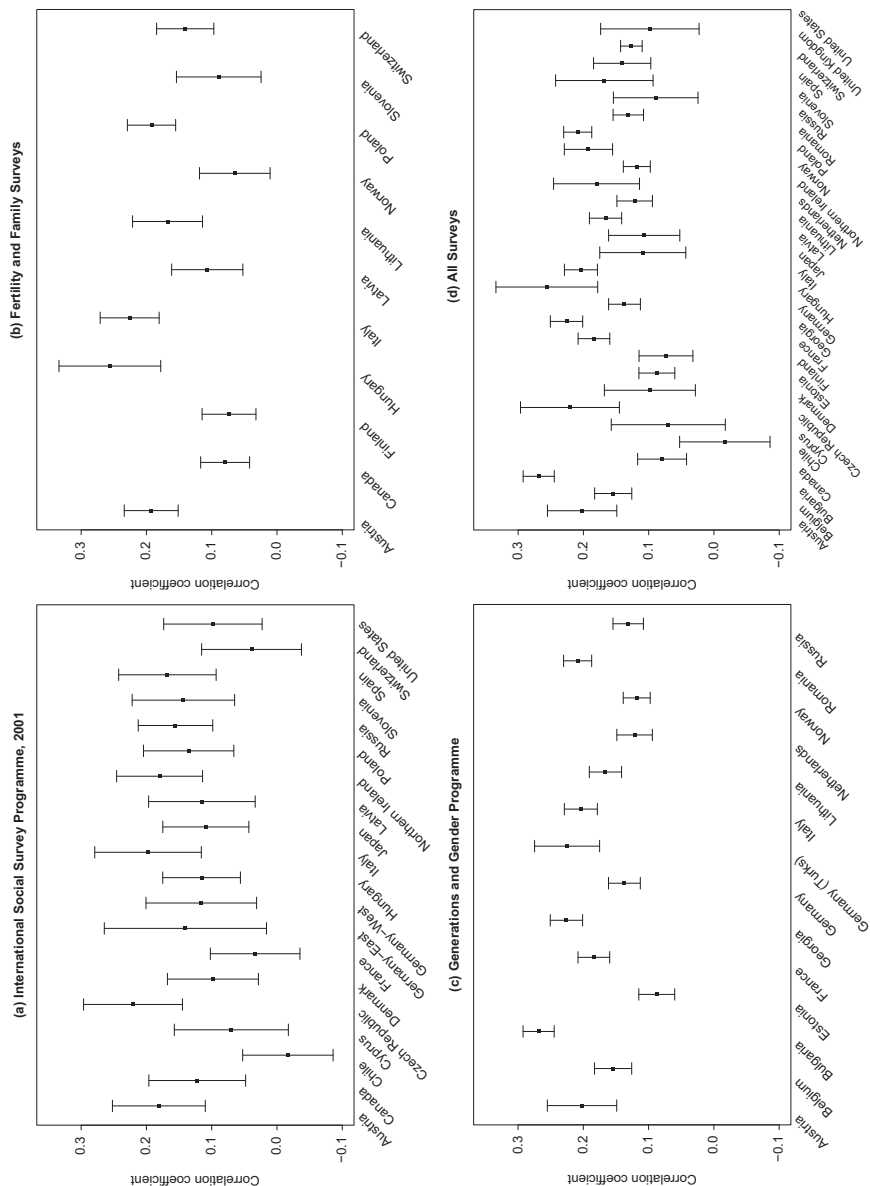 (a) International Social Survey Programme, 2001
Correlation coefficient
0.3
0.2
0.1
0.0
−0.1
Austria
Canada
Chile
Cyprus
Czech Republic
Denmark
France
Germany−East
Germany−West
Hungary
Italy
Japan
Latvia
Northern Ireland
Poland
Russia
Slovenia
Spain
Switzerland
United States
(b) Fertility and Family Surveys
Correlation coefficient
0.3
0.2
0.1
0.0
−0.1
Austria
Canada
Finland
Hungary
Italy
Latvia
Lithuania
Norway
Poland
Slovenia
Switzerland
(c) Generations and Gender Programme
Correlation coefficient
0.3
0.2
0.1
0.0
−0.1
Austria
Belgium
Bulgaria
Estonia
France
Georgia
Germany
Germany (Turks)
Italy
Lithuania
Netherlands
Norway
Romania
Russia
(d) All Surveys
Correlation coefficient
0.3
0.2
0.1
0.0
−0.1
Austria
Belgium
Bulgaria
Canada
Chile
Cyprus
Czech Republic
Denmark
Estonia
Finland
France
Georgia
Germany
Hungary
Italy
Japan
Latvia
Lithuania
Netherlands
Northern Ireland
Norway
Poland
Romania
Russia
Slovenia
Spain
Switzerland
United Kingdom
United States